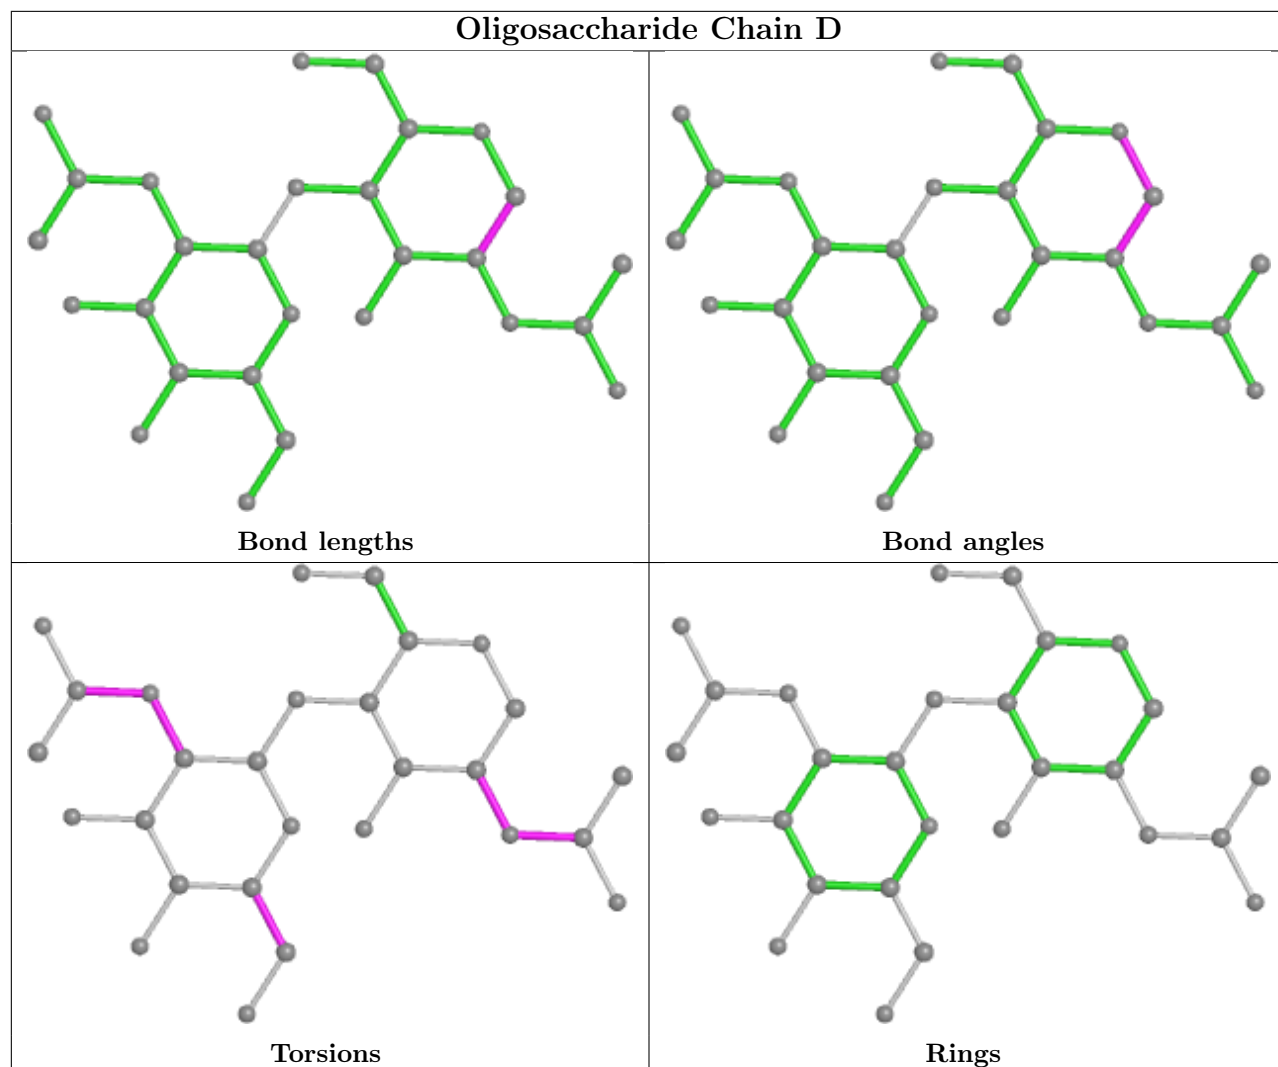 Oligosaccharide Chain D
Bond lengths
Bond angles
Torsions
Rings